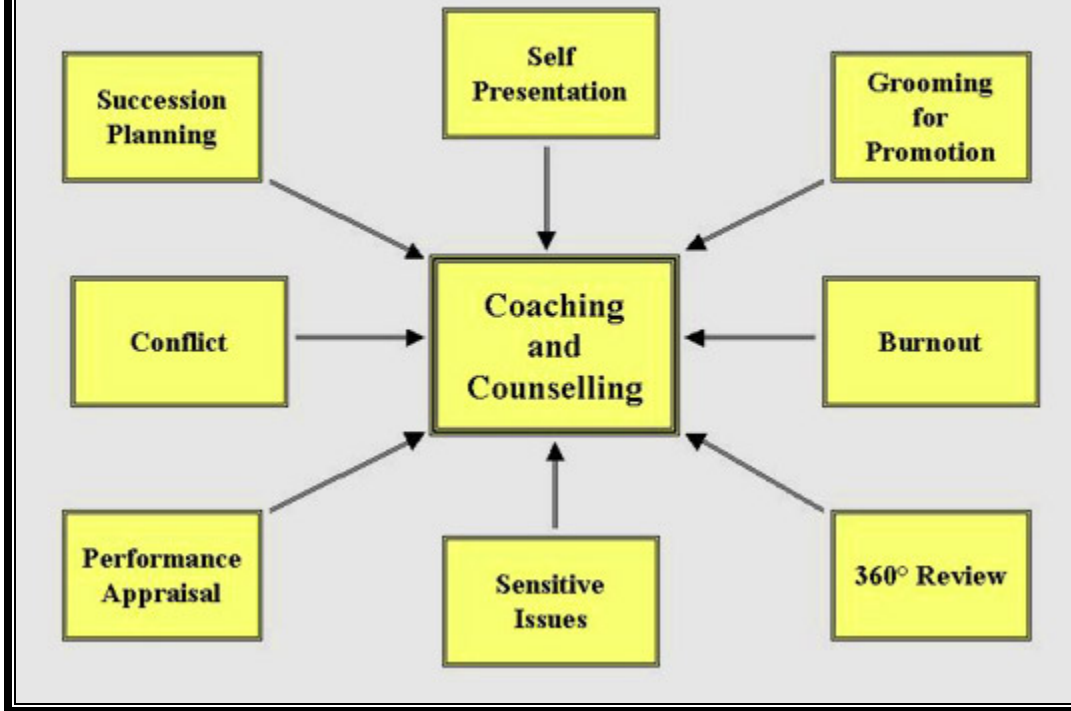 Self
Presentation
Succession
Planning
Grooming
for
Promotion
Conflict
Coaching
and
Counselling
Burnout
Performance
Appraisal
Sensitive
Issues
360° Review